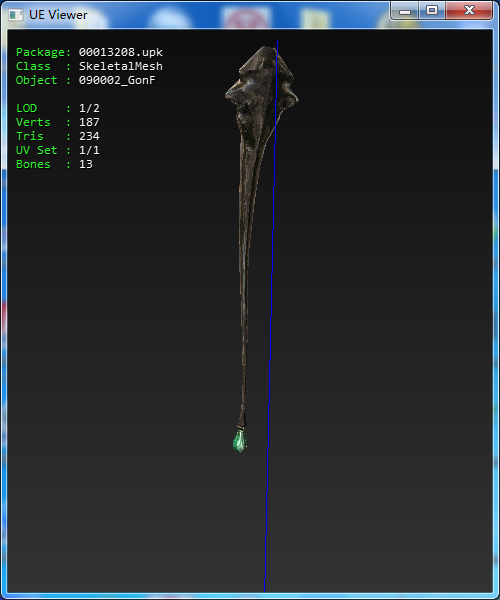 UE Viewer
Package: 00013208.upk
Class : SkeletalMesh
Object : 090002_GonF
LOD : 1/2
Verts : 187
Tris : 234
UV Set : 1/1
Bones : 13